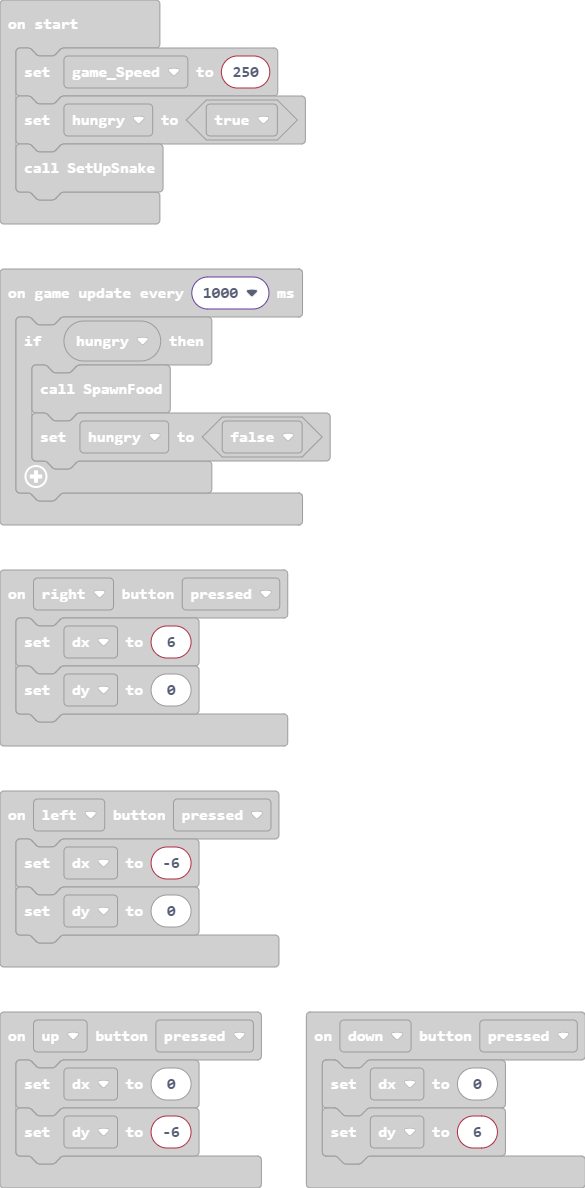 on start
set game_Speed to 250
set hungry to true
call SetUpSnake
on game update every 1000 ms
if hungry then
call SpawnFood
set hungry to false
on right button pressed
set dx to 6
set dy to 0
on left button pressed
set dx to -6
set dy to 0
on up button pressed
set dx to 0
set dy to -6
on down button pressed
set dx to 0
set dy to 6